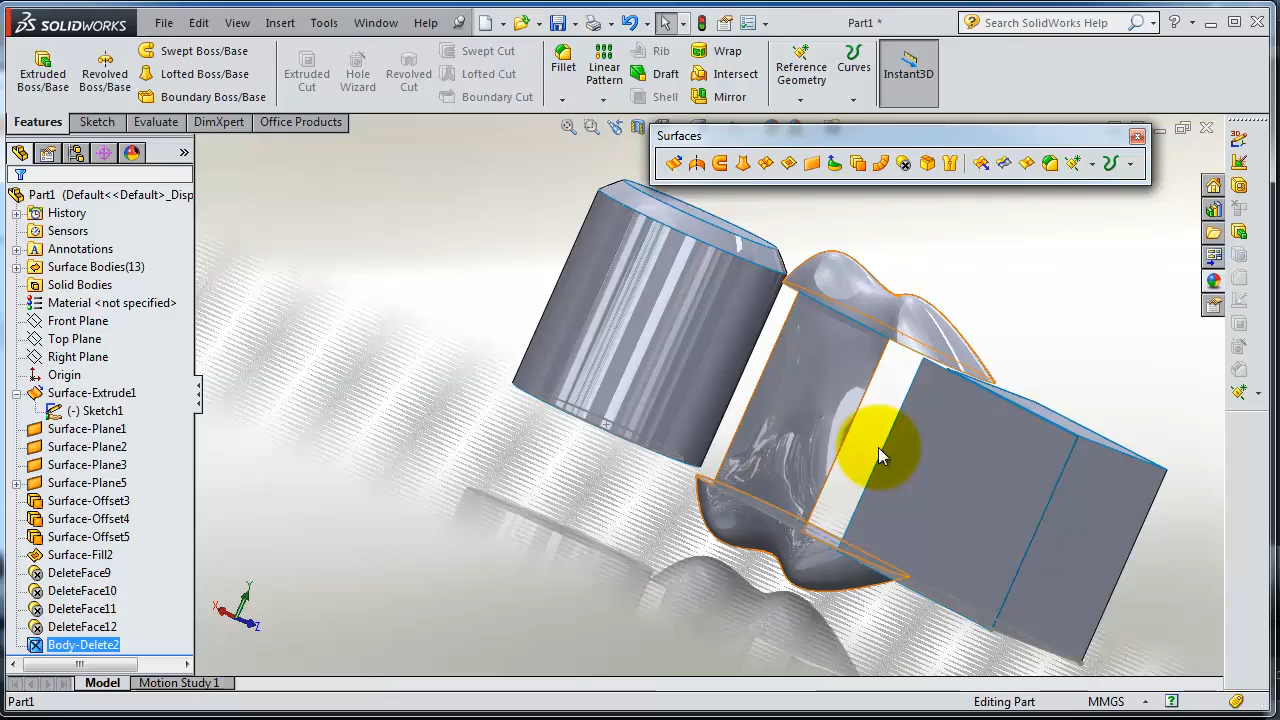 SOLIDWORKS File Edit View Insert Tools Window Help Part1 * Search SolidWorks Help
Extruded Boss/Base
Revolved Boss/Base
Swept Boss/Base
Lofted Boss/Base
Boundary Boss/Base
Extruded Cut
Hole Wizard
Revolved Cut
Swept Cut
Lofted Cut
Boundary Cut
Fillet
Linear Pattern
Rib
Draft
Shell
Wrap
Intersect
Mirror
Reference Geometry
Curves
Instant3D
Features Sketch Evaluate DimXpert Office Products
Surfaces
Part1 (Default<<Default>_Disp
History
Sensors
Annotations
Surface Bodies(13)
Solid Bodies
Material <not specified>
Front Plane
Top Plane
Right Plane
Origin
Surface-Extrude1
(-) Sketch1
Surface-Plane1
Surface-Plane2
Surface-Plane3
Surface-Plane5
Surface-Offset3
Surface-Offset4
Surface-Offset5
Surface-Fill2
DeleteFace9
DeleteFace10
DeleteFace11
DeleteFace12
Body-Delete2
Y
X
Z
Model Motion Study 1
Part1 Editing Part MMGS